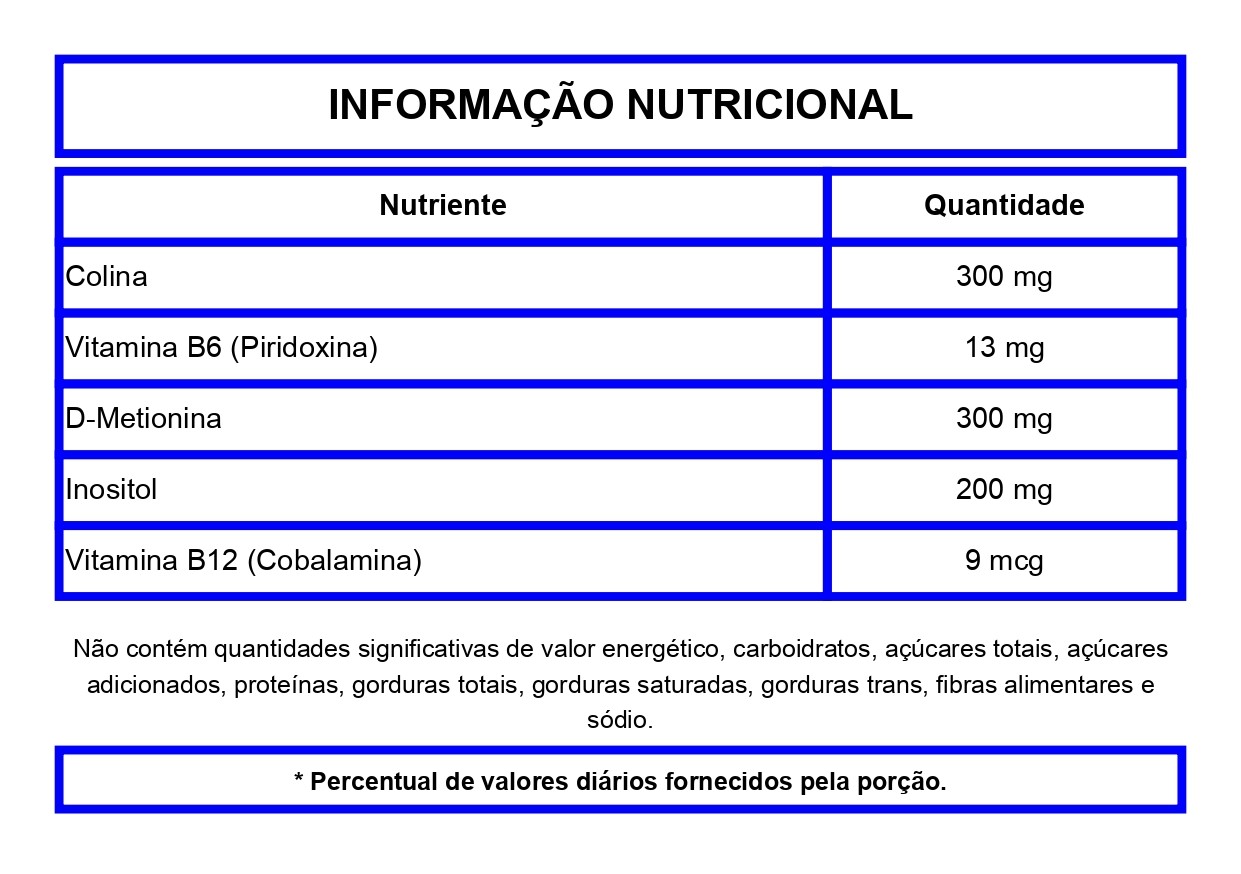 INFORMAÇÃO NUTRICIONAL
Nutriente Quantidade
Colina 300 mg
Vitamina B6 (Piridoxina) 13 mg
D-Metionina 300 mg
Inositol 200 mg
Vitamina B12 (Cobalamina) 9 mcg
Não contém quantidades significativas de valor energético, carboidratos, açúcares totais, açúcares
adicionados, proteínas, gorduras totais, gorduras saturadas, gorduras trans, fibras alimentares e
sódio.
* Percentual de valores diários fornecidos pela porção.